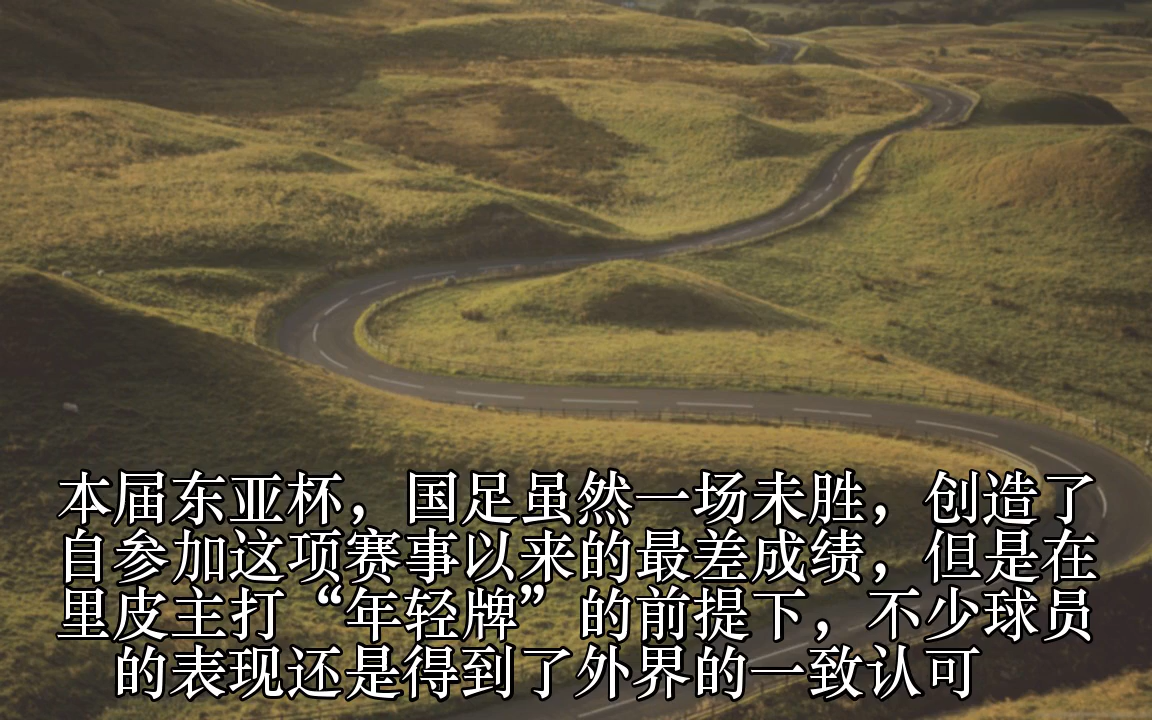 本届东亚杯，国足虽然一场未胜，创造了
自参加这项赛事以来的最差成绩，但是在
里皮主打“年轻牌”的前提下，不少球员
的表现还是得到了外界的一致认可